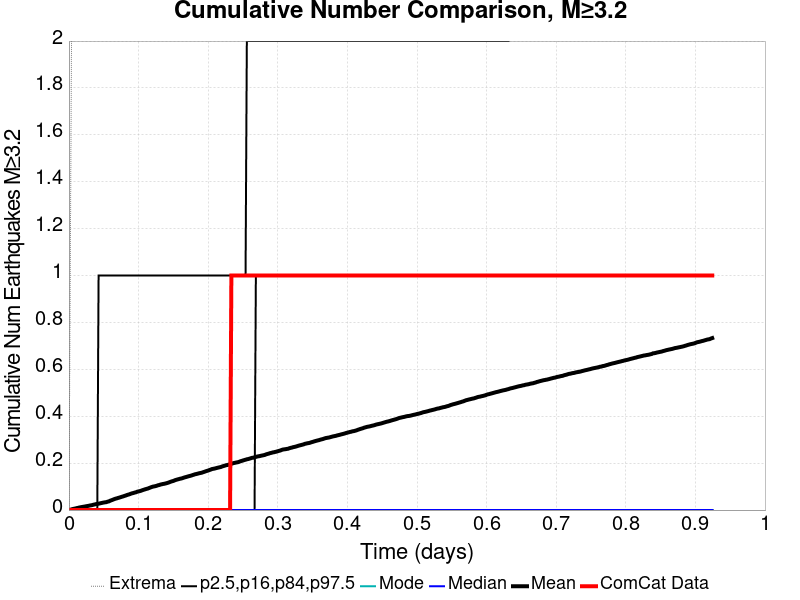 Cumulative Number Comparison, M≥3.2
Cumulative Num Earthquakes M≥3.2
2
1.8
1.6
1.4
1.2
1
0.8
0.6
0.4
0.2
0
0 0.1 0.2 0.3 0.4 0.5 0.6 0.7 0.8 0.9 1
Time (days)
Extrema p2.5,p16,p84,p97.5 Mode Median Mean ComCat Data